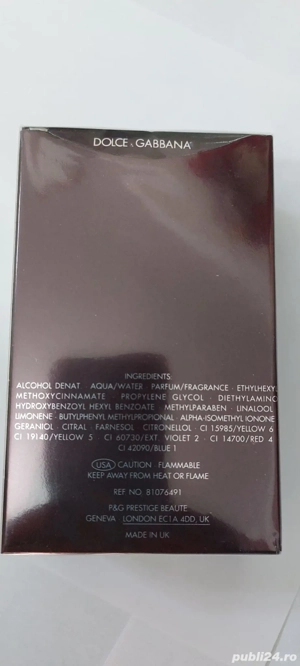 DOLCE & GABBANA
INGREDIENTS:
ALCOHOL DENAT · AQUA/WATER · PARFUM/FRAGRANCE · ETHYLHEXYL
METHOXYCINNAMATE · PROPYLENE GLYCOL · DIETHYLAMINO
HYDROXYBENZOYL HEXYL BENZOATE · METHYLPARABEN · LINALOOL
LIMONENE · BUTYLPHENYL METHYLPROPIONAL · ALPHA-ISOMETHYL IONONE
GERANIOL · CITRAL · FARNESOL · CITRONELLOL · CI 15985/YELLOW 6
CI 19140/YELLOW 5 · CI 60730/EXT. VIOLET 2 · CI 14700/RED 4
CI 42090/BLUE 1
USA CAUTION · FLAMMABLE
KEEP AWAY FROM HEAT OR FLAME
REF NO. 81076491
P&G PRESTIGE BEAUTE
GENEVA LONDON EC1A 4DD, UK
MADE IN UK
publi24.ro